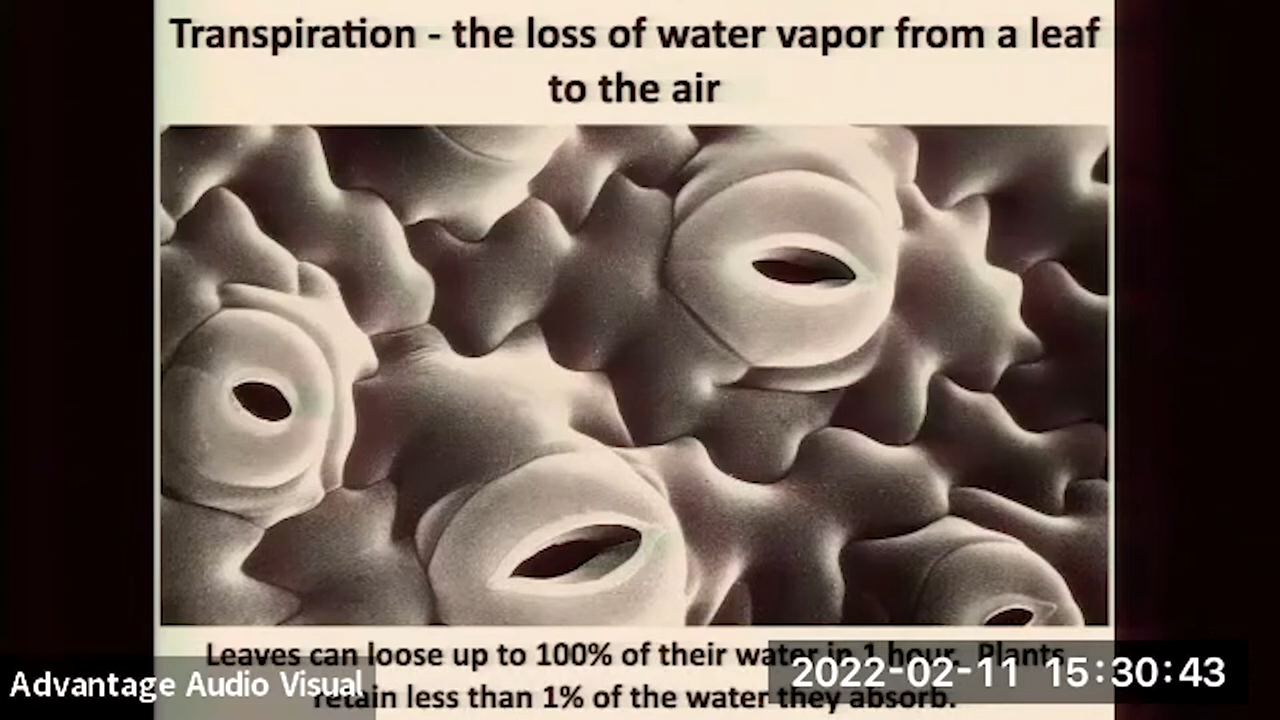 Transpiration - the loss of water vapor from a leaf
to the air
Leaves can loose up to 100% of their water in 1 hour. Plants
retain less than 1% of the water they absorb.
Advantage Audio Visual
2022-02-11 15:30:43